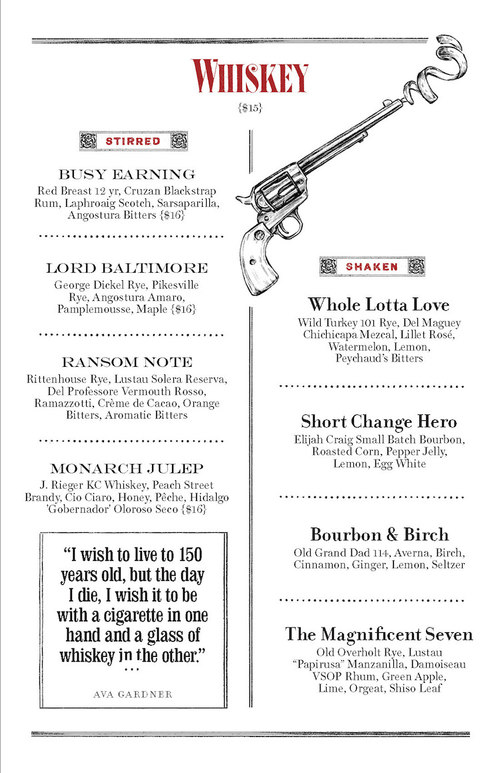 WHISKEY
{$15}
STIRRED
BUSY EARNING
Red Breast 12 yr, Cruzan Blackstrap
Rum, Laphroaig Scotch, Sarsaparilla,
Angostura Bitters {$16}
LORD BALTIMORE
George Dickel Rye, Pikesville
Rye, Angostura Amaro,
Pamplemousse, Maple {$16}
RANSOM NOTE
Rittenhouse Rye, Lustau Solera Reserva,
Del Professore Vermouth Rosso,
Ramazzotti, Crème de Cacao, Orange
Bitters, Aromatic Bitters
MONARCH JULEP
J. Rieger KC Whiskey, Peach Street
Brandy, Cio Ciaro, Honey, Pêche, Hidalgo
'Gobernador' Oloroso Seco {$16}
“I wish to live to 150
years old, but the day
I die, I wish it to be
with a cigarette in one
hand and a glass of
whiskey in the other.”
AVA GARDNER
SHAKEN
Whole Lotta Love
Wild Turkey 101 Rye, Del Maguey
Chichicapa Mezcal, Lillet Rosé,
Watermelon, Lemon,
Peychaud's Bitters
Short Change Hero
Elijah Craig Small Batch Bourbon,
Roasted Corn, Pepper Jelly,
Lemon, Egg White
Bourbon & Birch
Old Grand Dad 114, Averna, Birch,
Cinnamon, Ginger, Lemon, Seltzer
The Magnificent Seven
Old Overholt Rye, Lustau
“Papirusa” Manzanilla, Damoiseau
VSOP Rhum, Green Apple,
Lime, Orgeat, Shiso Leaf